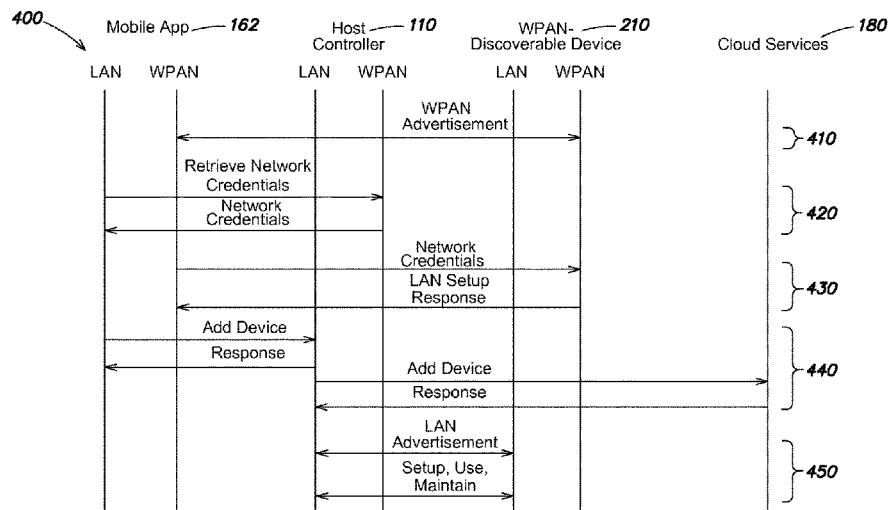 400
Mobile App 162
Host Controller 110
WPAN-Discoverable Device 210
Cloud Services 180
LAN WPAN LAN WPAN LAN WPAN
WPAN
Advertisement
410
Retrieve Network
Credentials
Network
Credentials
420
Network
Credentials
LAN Setup
Response
430
Add Device
Response
Add Device
Response
440
LAN
Advertisement
Setup, Use,
Maintain
450